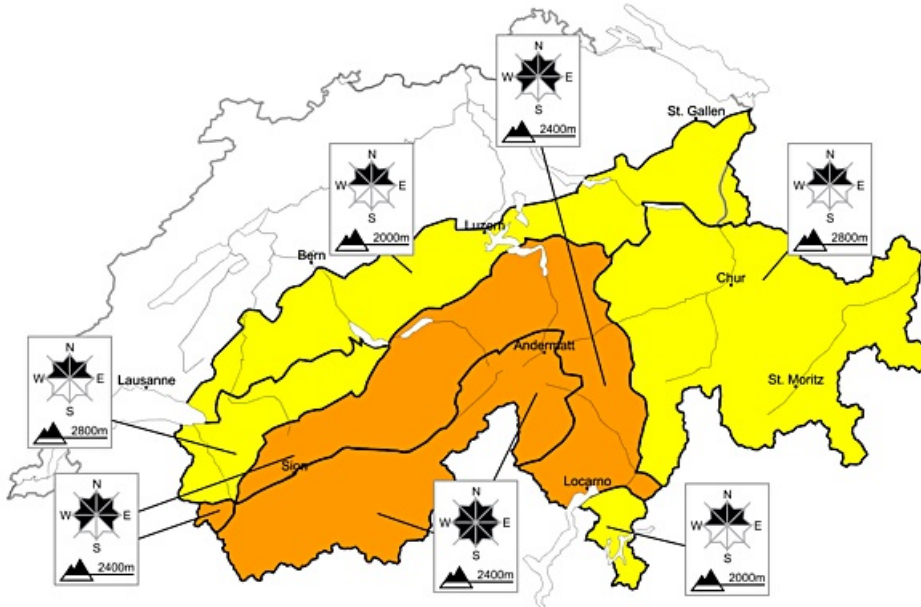 N
W E
S
2400m
St. Gallen
N
W E
S
2000m
N
W E
S
2800m
Luzern
Bern
Chur
N
W E
S
2800m
Andermatt
Lausanne
St. Moritz
Sion
Locarno
N
W E
S
2400m
N
W E
S
2400m
N
W E
S
2000m